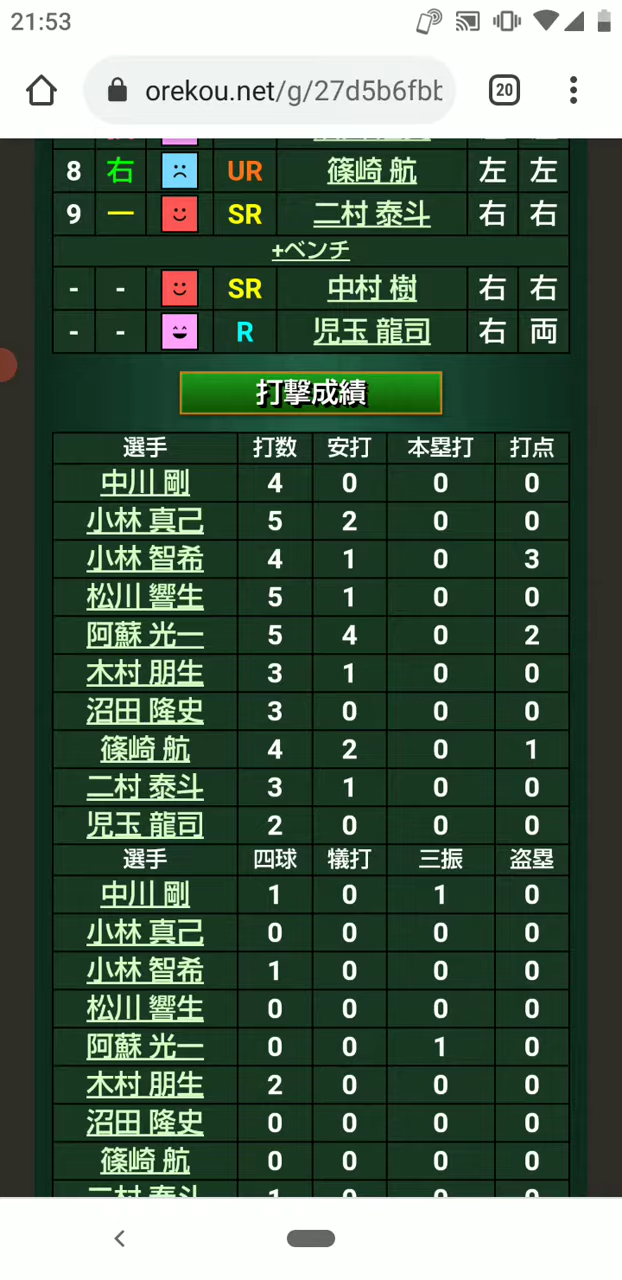 21:53
orekou.net/g/27d5b6fbb
20
8 右 UR 篠崎 航 左 左
9 一 SR 二村 泰斗 右 右
+ベンチ
- - SR 中村 樹 右 右
- - R 児玉 龍司 右 両
打撃成績
選手 打数 安打 本塁打 打点
中川 剛 4 0 0 0
小林 真己 5 2 0 0
小林 智希 4 1 0 3
松川 響生 5 1 0 0
阿蘇 光一 5 4 0 2
木村 朋生 3 1 0 0
沼田 隆史 3 0 0 0
篠崎 航 4 2 0 1
二村 泰斗 3 1 0 0
児玉 龍司 2 0 0 0
選手 四球 犠打 三振 盗塁
中川 剛 1 0 1 0
小林 真己 0 0 0 0
小林 智希 1 0 0 0
松川 響生 0 0 0 0
阿蘇 光一 0 0 1 0
木村 朋生 2 0 0 0
沼田 隆史 0 0 0 0
篠崎 航 0 0 0 0
二村 泰斗 1 0 0 0